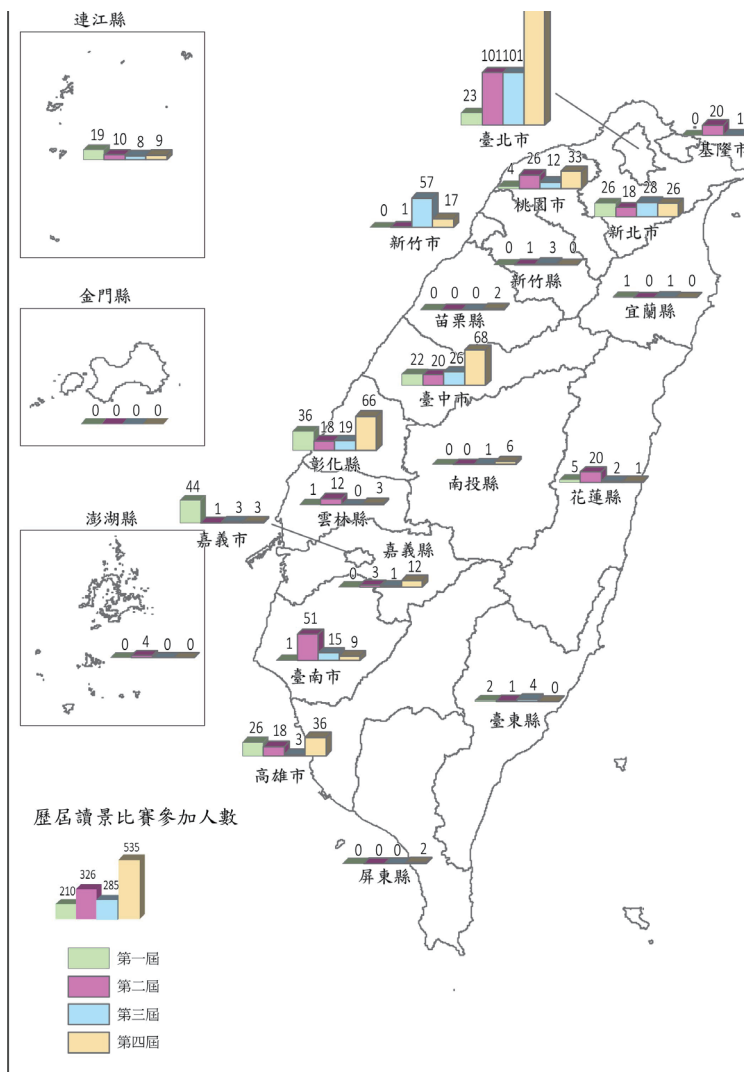 連江縣
19 10 8 9
金門縣
0 0 0 0
澎湖縣
0 4 0 0
23 101 101
臺北市
0 20 1
基隆市
4 26 12 33
桃園市
26 18 28 26
新北市
0 1 57 17
新竹市
0 1 3 0
新竹縣
0 0 0 2
苗栗縣
1 0 1 0
宜蘭縣
22 20 26 68
臺中市
36 18 19 66
彰化縣
0 0 1 6
南投縣
5 20 2 1
花蓮縣
1 12 0 3
雲林縣
44 1 3 3
嘉義市
嘉義縣
0 3 1 12
1 51 15 9
臺南市
2 1 4 0
臺東縣
26 18 3 36
高雄市
0 0 0 2
屏東縣
歷屆讀景比賽參加人數
210 326 285 535
第一屆
第二屆
第三屆
第四屆